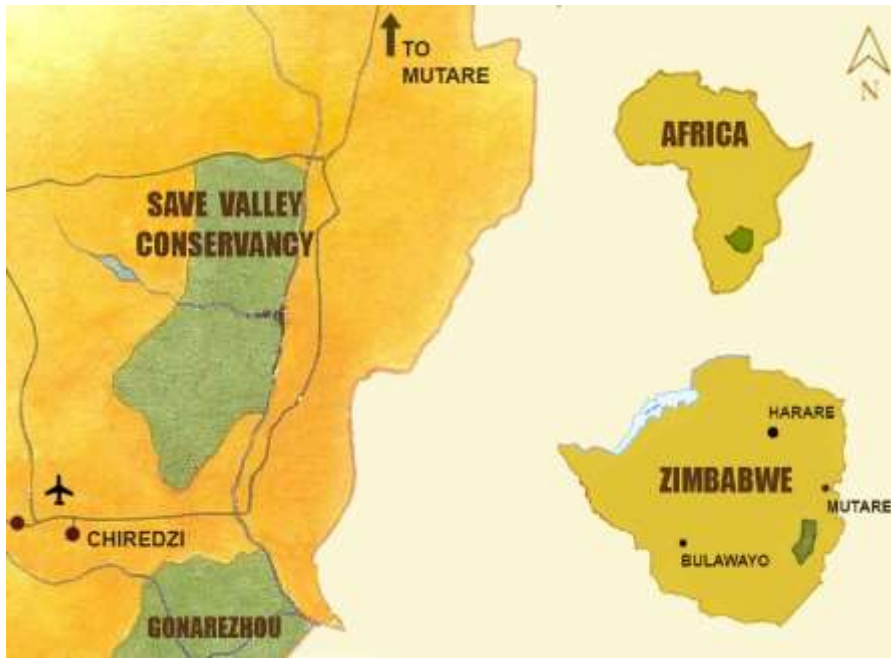 TO
MUTARE
SAVE VALLEY
CONSERVANCY
CHIREDZI
GONAREZHOU
AFRICA
N
HARARE
ZIMBABWE
MUTARE
BULAWAYO